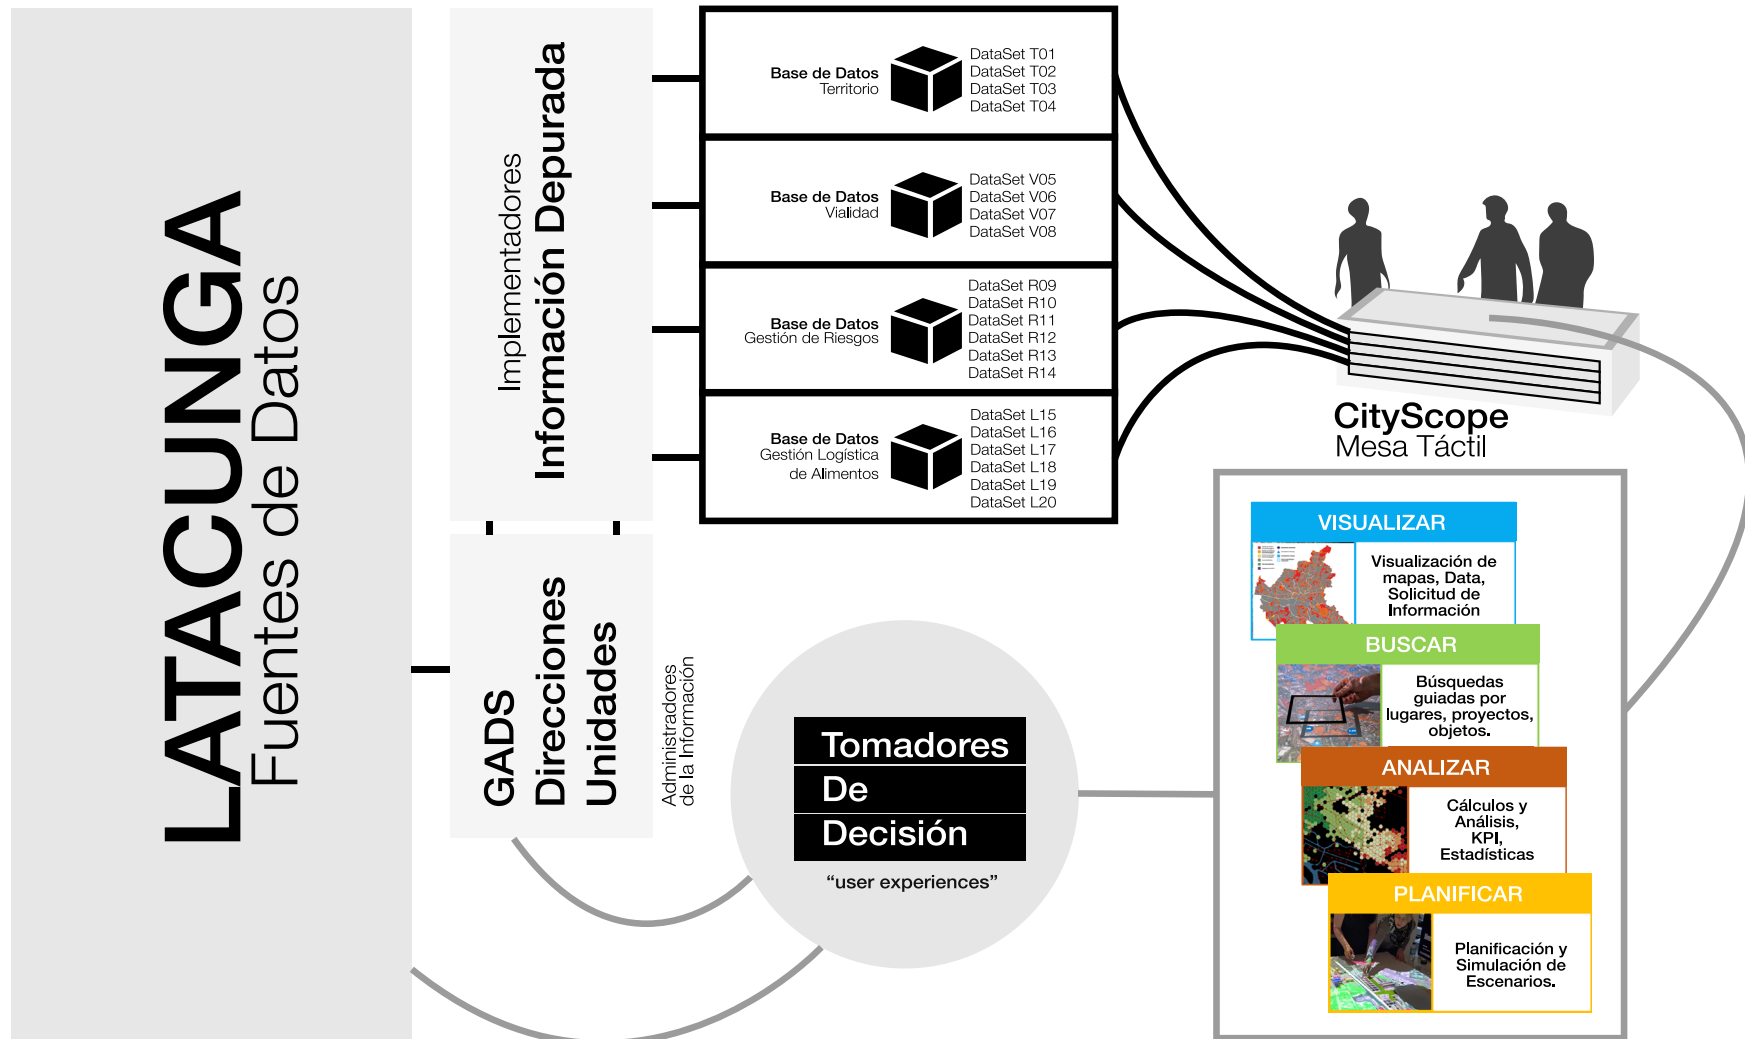 LATACUNGA
Fuentes de Datos
Implementadores
Información Depurada
GADS
Direcciones
Unidades
Administradores
de la Información
Base de Datos
Territorio
DataSet T01
DataSet T02
DataSet T03
DataSet T04
Base de Datos
Vialidad
DataSet V05
DataSet V06
DataSet V07
DataSet V08
Base de Datos
Gestión de Riesgos
DataSet R09
DataSet R10
DataSet R11
DataSet R12
DataSet R13
DataSet R14
Base de Datos
Gestión Logística
de Alimentos
DataSet L15
DataSet L16
DataSet L17
DataSet L18
DataSet L19
DataSet L20
CityScope
Mesa Táctil
VISUALIZAR
Visualización de
mapas, Data,
Solicitud de
Información
BUSCAR
Búsquedas
guiadas por
lugares, proyectos,
objetos.
ANALIZAR
Cálculos y
Análisis,
KPI,
Estadísticas
PLANIFICAR
Planificación y
Simulación de
Escenarios.
Tomadores
De
Decisión
“user experiences”